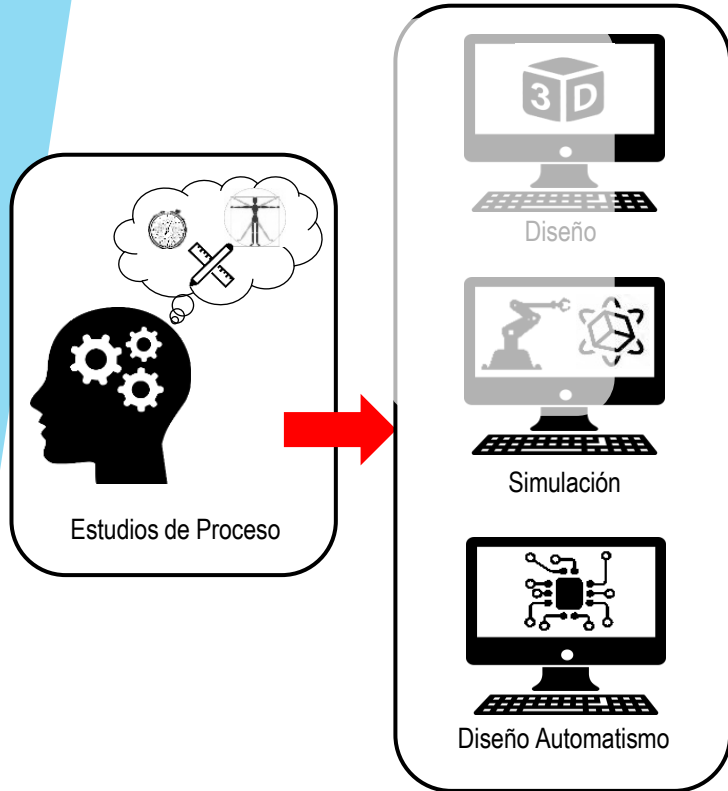 3D
Diseño
Simulación
Estudios de Proceso
Diseño Automatismo